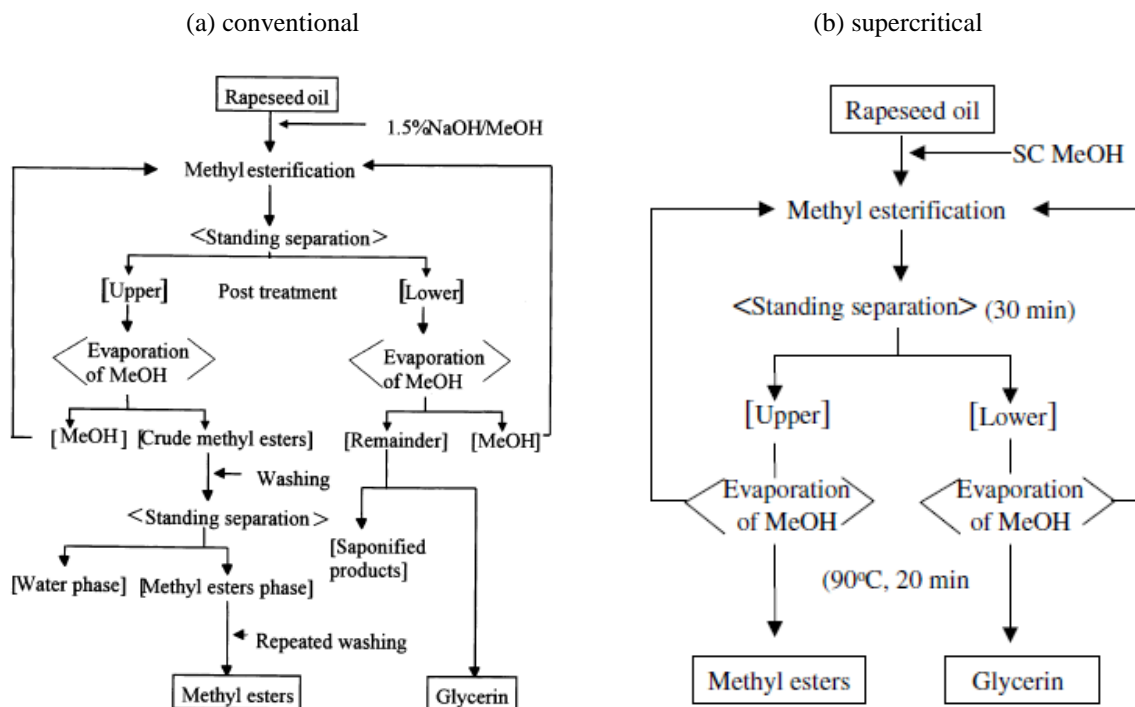 (a) conventional
Rapeseed oil
1.5%NaOH/MeOH
Methyl esterification
<Standing separation>
[Upper] Post treatment [Lower]
Evaporation
of MeOH
Evaporation
of MeOH
[MeOH] [Crude methyl esters] [Remainder] [MeOH]
Washing
<Standing separation>
[Saponified
products]
[Water phase] [Methyl esters phase]
Repeated washing
Methyl esters Glycerin
(b) supercritical
Rapeseed oil
SC MeOH
Methyl esterification
<Standing separation> (30 min)
[Upper] [Lower]
Evaporation
of MeOH
Evaporation
of MeOH
(90°C, 20 min
Methyl esters Glycerin